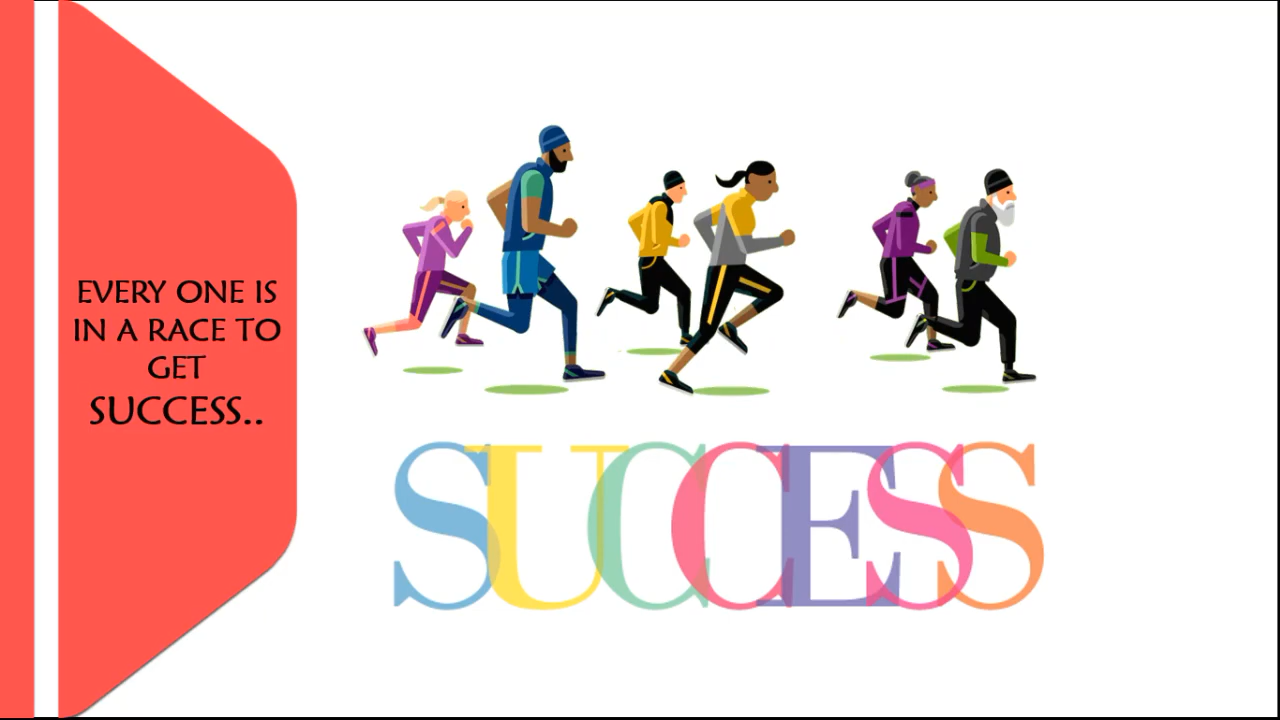 EVERY ONE IS
IN A RACE TO
GET
SUCCESS..
SUCCESS